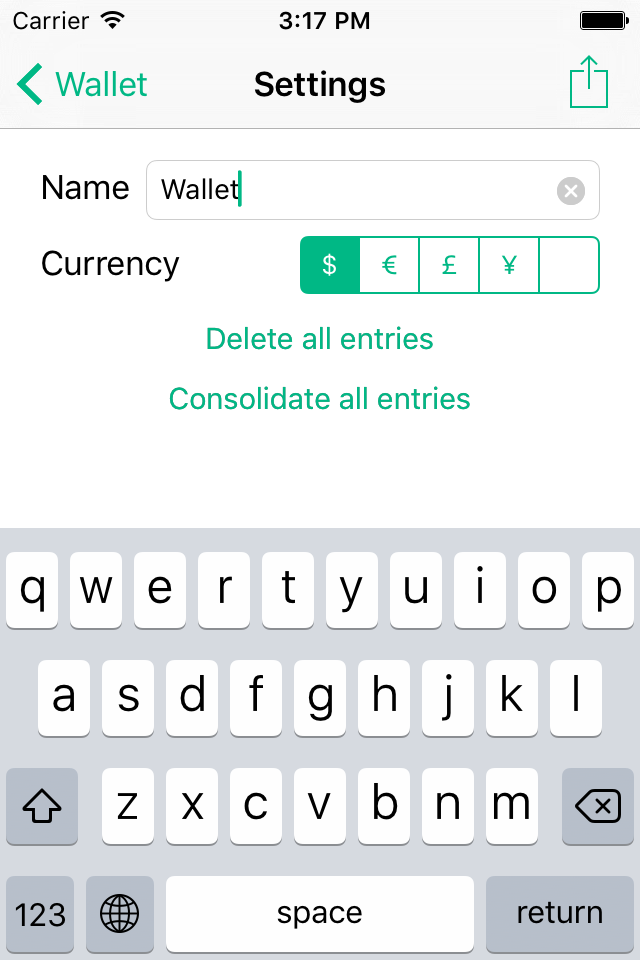 Carrier 3:17 PM
Wallet Settings
Name Wallet
Currency $ € £ ¥
Delete all entries
Consolidate all entries
q w e r t y u i o p
a s d f g h j k l
z x c v b n m
123 space return